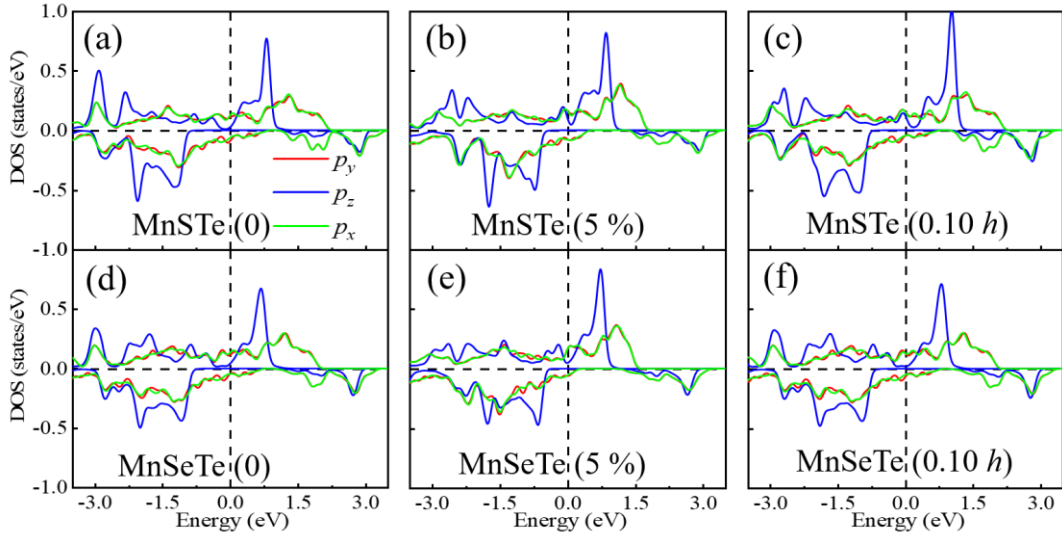 (a)
(b)
(c)
DOS (states/eV)
1.0
0.5
0.0
-0.5
-1.0
p_y
p_z
p_x
MnSTe (0)
MnSTe (5 %)
MnSTe (0.10 h)
(d)
(e)
(f)
DOS (states/eV)
0.5
0.0
-0.5
-1.0
MnSeTe (0)
MnSeTe (5 %)
MnSeTe (0.10 h)
-3.0 -1.5 0.0 1.5 3.0
-3.0 -1.5 0.0 1.5 3.0
-3.0 -1.5 0.0 1.5 3.0
Energy (eV)
Energy (eV)
Energy (eV)